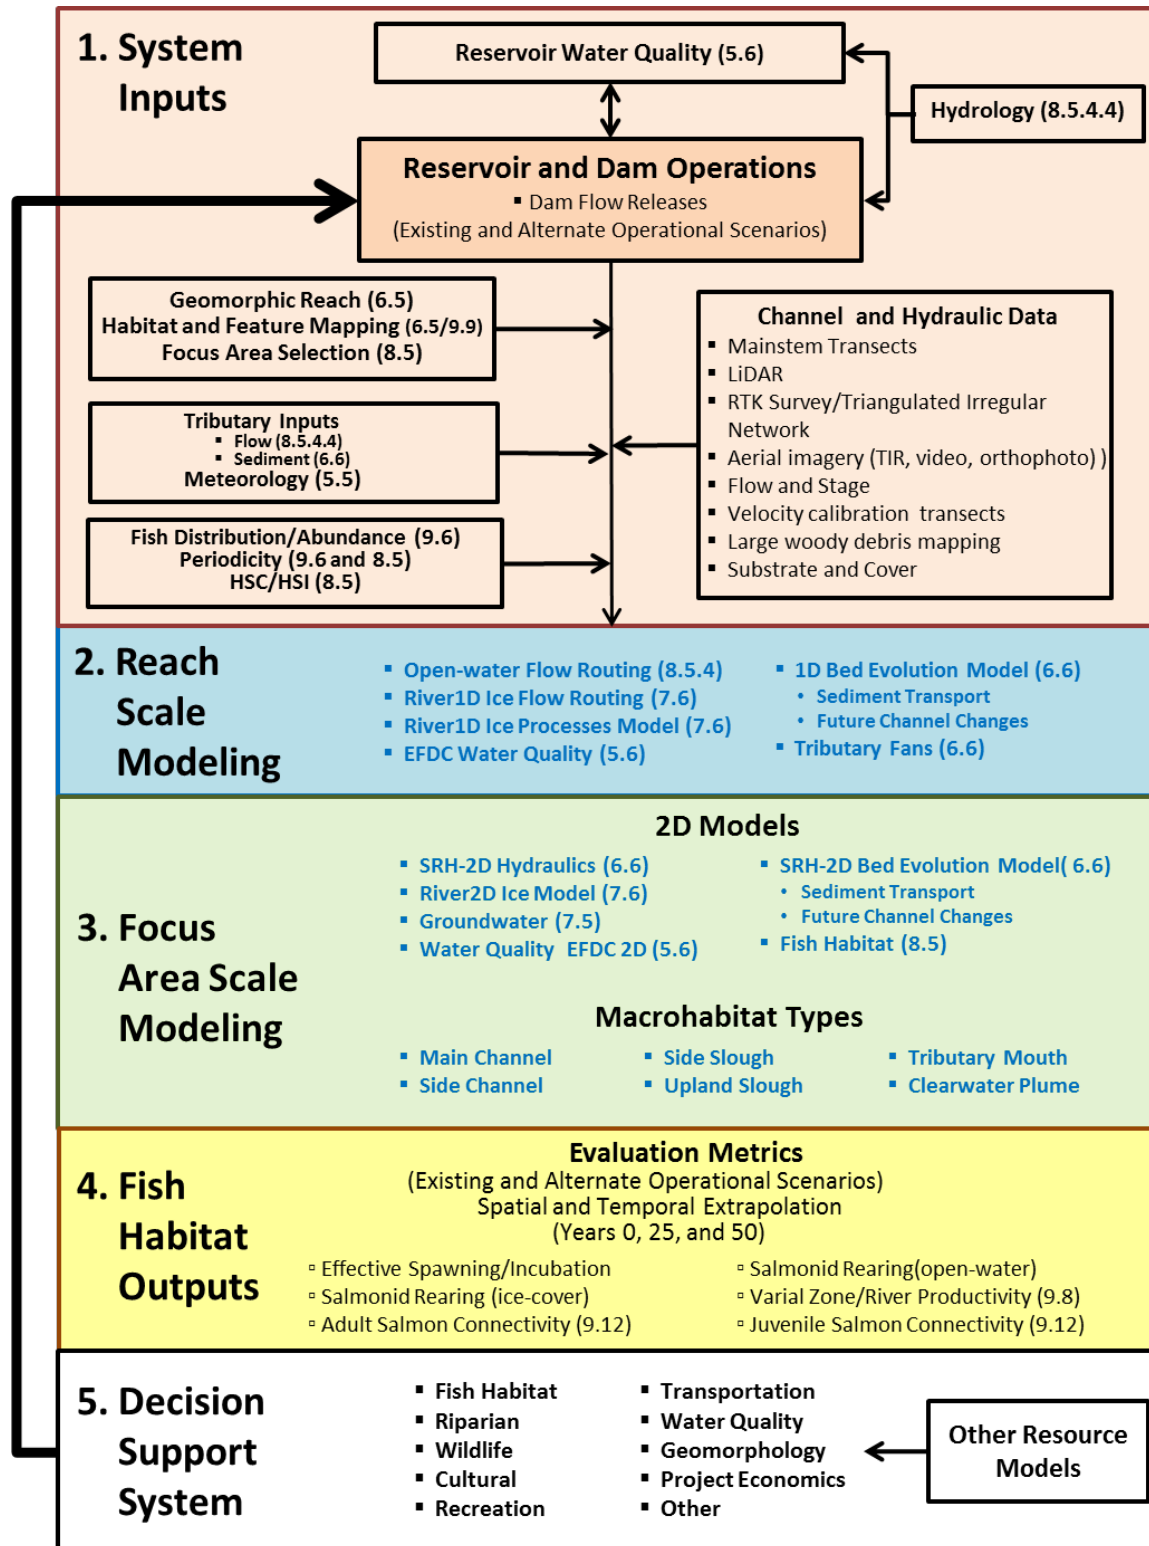 1. System
Inputs
Reservoir Water Quality (5.6)
Hydrology (8.5.4.4)
Reservoir and Dam Operations
▪ Dam Flow Releases
(Existing and Alternate Operational Scenarios)
Geomorphic Reach (6.5)
Habitat and Feature Mapping (6.5/9.9)
Focus Area Selection (8.5)
Tributary Inputs
▪ Flow (8.5.4.4)
▪ Sediment (6.6)
Meteorology (5.5)
Fish Distribution/Abundance (9.6)
Periodicity (9.6 and 8.5)
HSC/HSI (8.5)
Channel and Hydraulic Data
▪ Mainstem Transects
▪ LiDAR
▪ RTK Survey/Triangulated Irregular
Network
▪ Aerial imagery (TIR, video, orthophoto) )
▪ Flow and Stage
▪ Velocity calibration transects
▪ Large woody debris mapping
▪ Substrate and Cover
2. Reach
Scale
Modeling
▪ Open-water Flow Routing (8.5.4)
▪ River1D Ice Flow Routing (7.6)
▪ River1D Ice Processes Model (7.6)
▪ EFDC Water Quality (5.6)
▪ 1D Bed Evolution Model (6.6)
• Sediment Transport
• Future Channel Changes
▪ Tributary Fans (6.6)
3. Focus
Area Scale
Modeling
2D Models
▪ SRH-2D Hydraulics (6.6)
▪ River2D Ice Model (7.6)
▪ Groundwater (7.5)
▪ Water Quality EFDC 2D (5.6)
▪ SRH-2D Bed Evolution Model( 6.6)
• Sediment Transport
• Future Channel Changes
▪ Fish Habitat (8.5)
Macrohabitat Types
▪ Main Channel
▪ Side Channel
▪ Side Slough
▪ Upland Slough
▪ Tributary Mouth
▪ Clearwater Plume
4. Fish
Habitat
Outputs
Evaluation Metrics
(Existing and Alternate Operational Scenarios)
Spatial and Temporal Extrapolation
(Years 0, 25, and 50)
▫ Effective Spawning/Incubation
▫ Salmonid Rearing (ice-cover)
▫ Adult Salmon Connectivity (9.12)
▫ Salmonid Rearing(open-water)
▫ Varial Zone/River Productivity (9.8)
▫ Juvenile Salmon Connectivity (9.12)
5. Decision
Support
System
▪ Fish Habitat
▪ Riparian
▪ Wildlife
▪ Cultural
▪ Recreation
▪ Transportation
▪ Water Quality
▪ Geomorphology
▪ Project Economics
▪ Other
Other Resource
Models